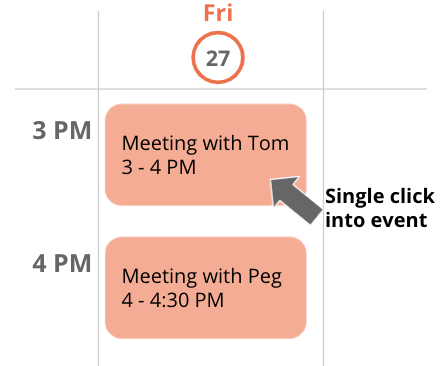 Fri
27
3 PM
Meeting with Tom
3 - 4 PM
Single click
into event
4 PM
Meeting with Peg
4 - 4:30 PM